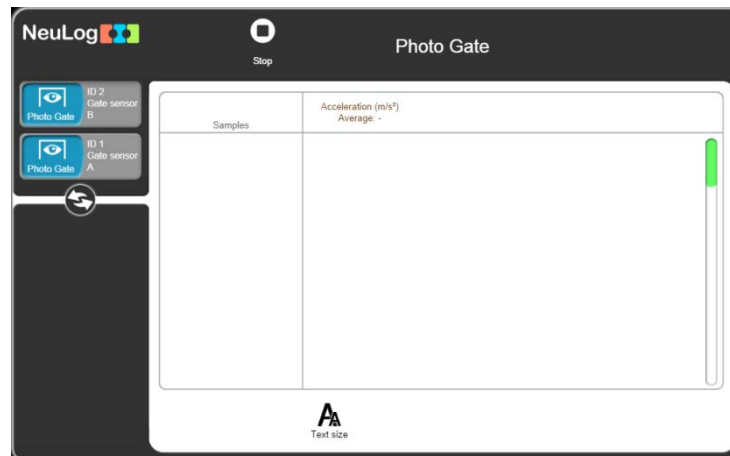 NeuLog
Stop
Photo Gate
Photo Gate
ID 2
Gate sensor
B
Photo Gate
ID 1
Gate sensor
A
Samples
Acceleration (m/s²)
Average: -
AA
Text size